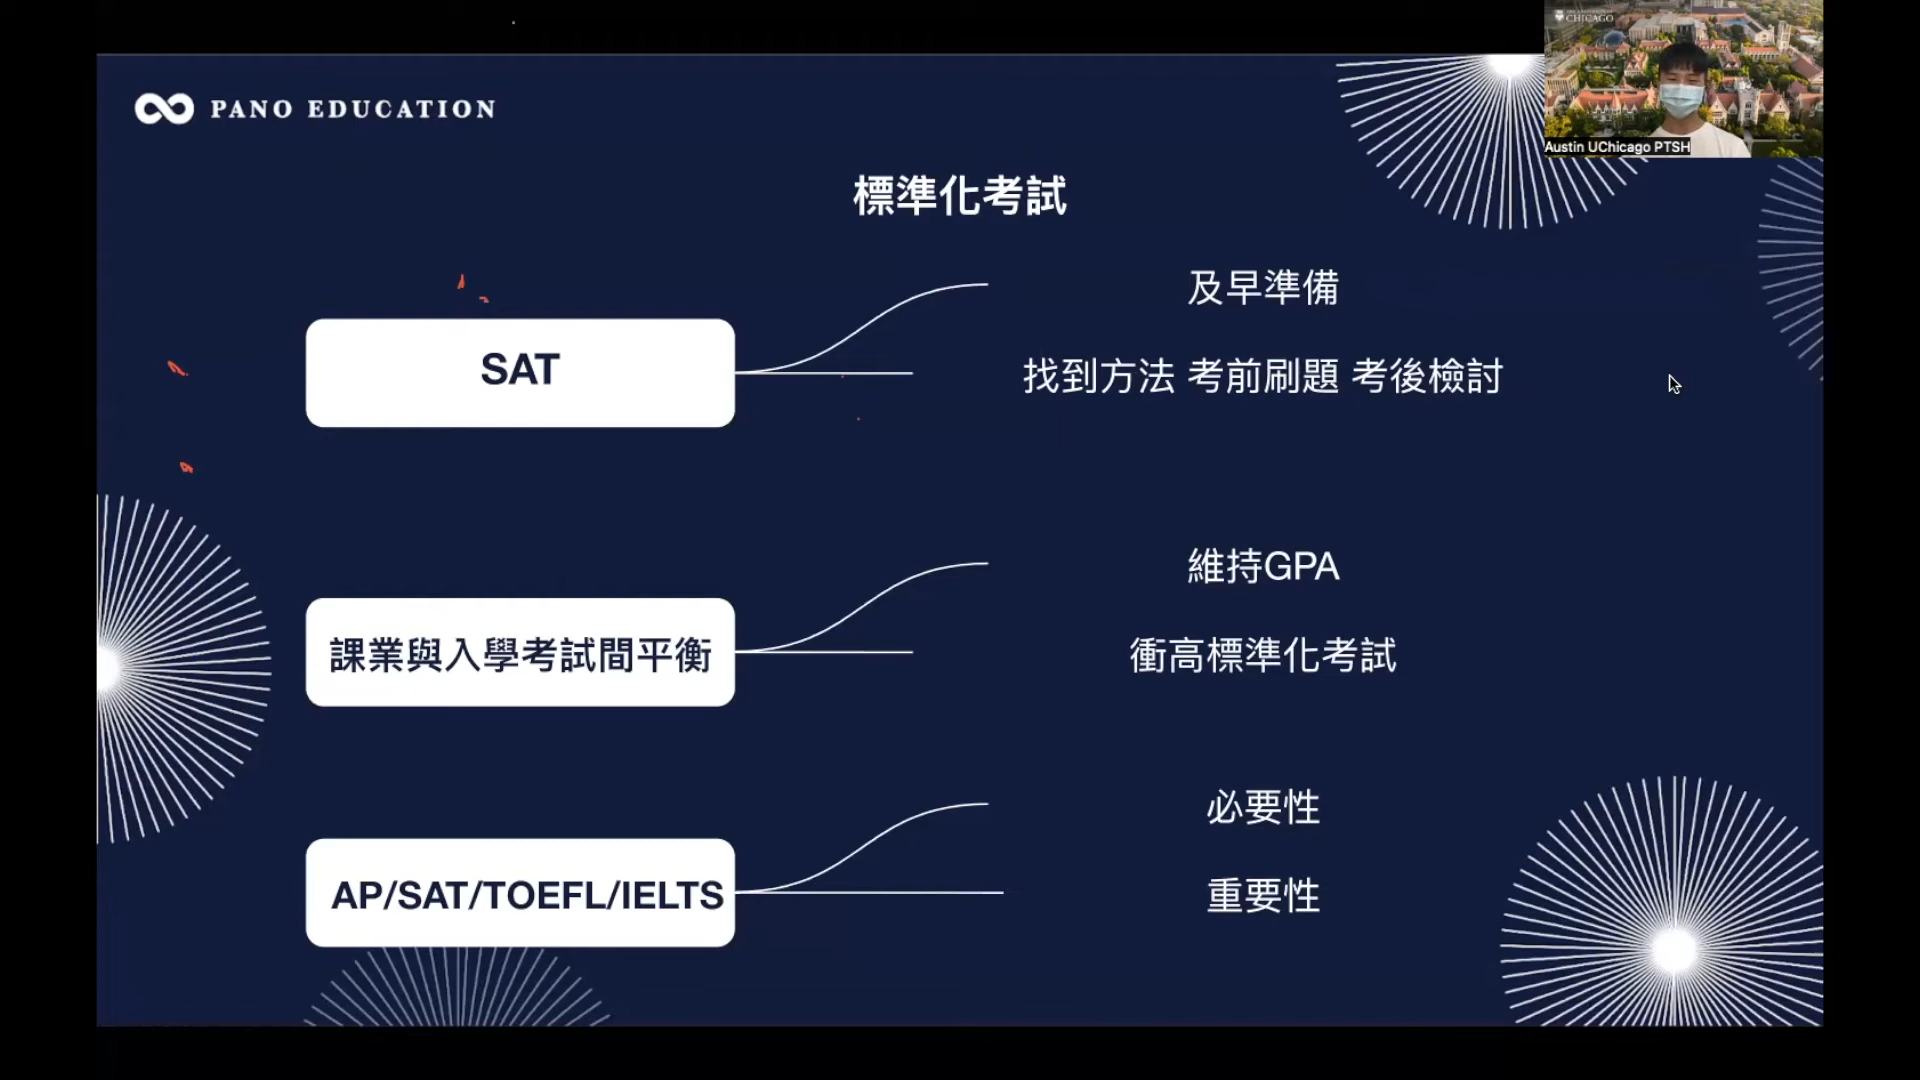 PANO EDUCATION
CHICAGO
Austin UChicago PTSH
標準化考試
SAT
及早準備
找到方法 考前刷題 考後檢討
課業與入學考試間平衡
維持GPA
衝高標準化考試
AP/SAT/TOEFL/IELTS
必要性
重要性